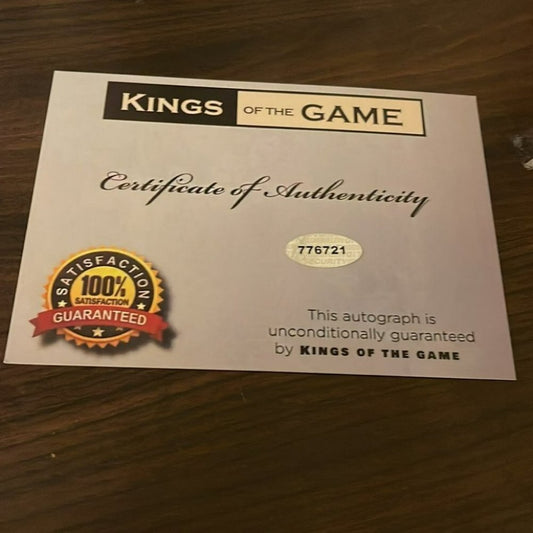 KINGS OF THE GAME
Certificate of Authenticity
776721
SECURITY
SATISFACTION
100%
SATISFACTION
GUARANTEED
This autograph is
unconditionally guaranteed
by KINGS OF THE GAME